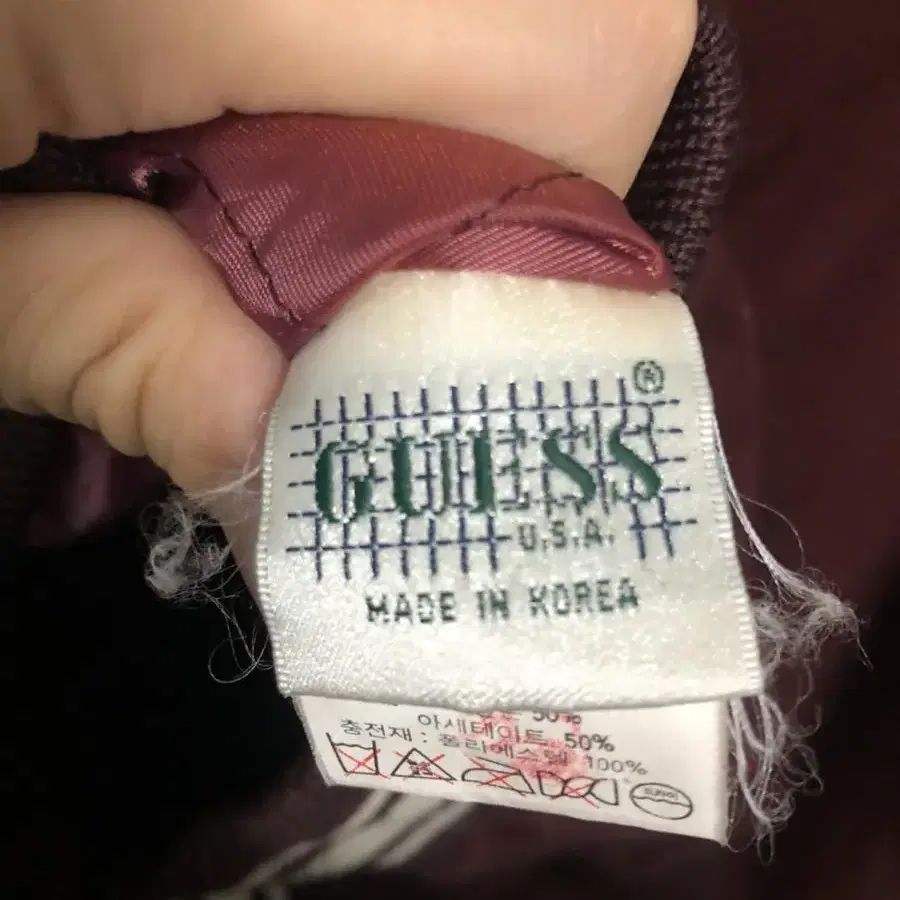 ®
GUESS
U.S.A.
MADE IN KOREA
50%
아세테이트 50%
충전재 : 폴리에스텔 100%